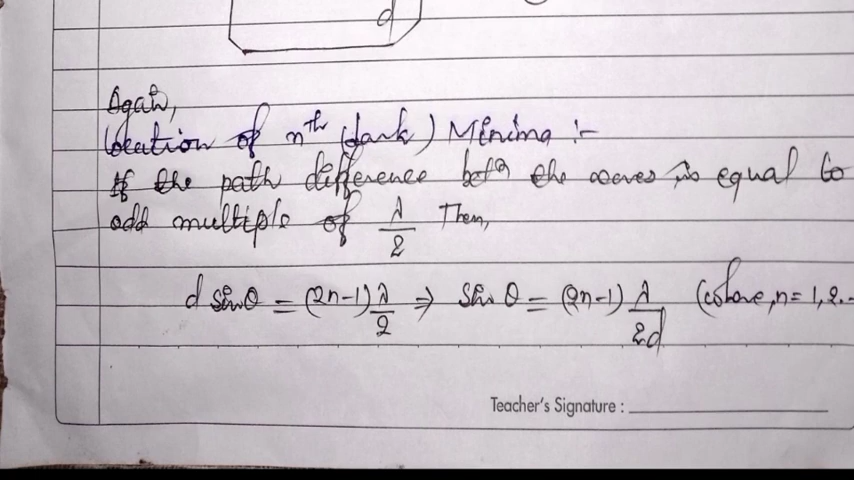 d
Again,
Location of nth (dark) Minima :-
If the path difference betn the waves is equal to
odd multiple of λ/2 Then,
d sinθ = (2n-1) λ/2 ⇒ sinθ = (2n-1) λ/2d (where, n = 1, 2..
Teacher's Signature :